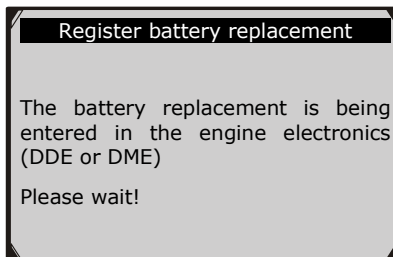 Register battery replacement
The battery replacement is being
entered in the engine electronics
(DDE or DME)
Please wait!